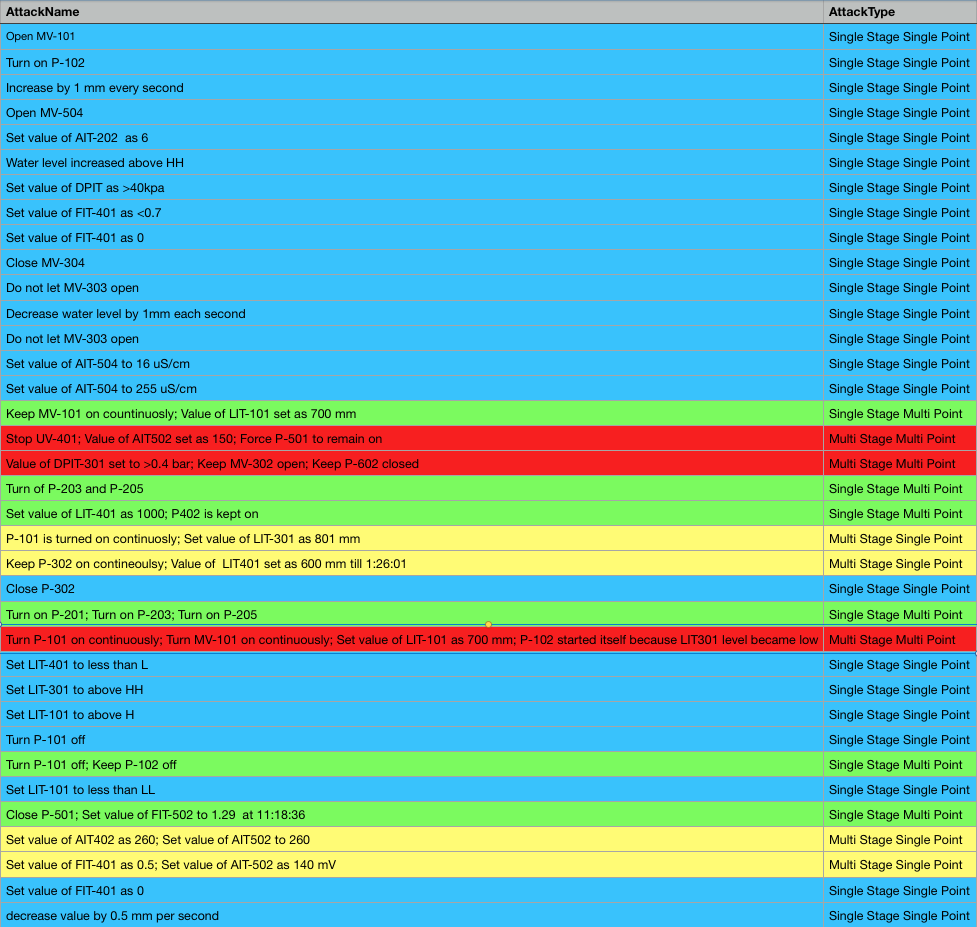 AttackName AttackType
Open MV-101 Single Stage Single Point
Turn on P-102 Single Stage Single Point
Increase by 1 mm every second Single Stage Single Point
Open MV-504 Single Stage Single Point
Set value of AIT-202  as 6 Single Stage Single Point
Water level increased above HH Single Stage Single Point
Set value of DPIT as >40kpa Single Stage Single Point
Set value of FIT-401 as <0.7 Single Stage Single Point
Set value of FIT-401 as 0 Single Stage Single Point
Close MV-304 Single Stage Single Point
Do not let MV-303 open Single Stage Single Point
Decrease water level by 1mm each second Single Stage Single Point
Do not let MV-303 open Single Stage Single Point
Set value of AIT-504 to 16 uS/cm Single Stage Single Point
Set value of AIT-504 to 255 uS/cm Single Stage Single Point
Keep MV-101 on countinuosly; Value of LIT-101 set as 700 mm Single Stage Multi Point
Stop UV-401; Value of AIT502 set as 150; Force P-501 to remain on Multi Stage Multi Point
Value of DPIT-301 set to >0.4 bar; Keep MV-302 open; Keep P-602 closed Multi Stage Multi Point
Turn of P-203 and P-205 Single Stage Multi Point
Set value of LIT-401 as 1000; P402 is kept on Single Stage Multi Point
P-101 is turned on continuosly; Set value of LIT-301 as 801 mm Multi Stage Single Point
Keep P-302 on contineoulsy; Value of  LIT401 set as 600 mm till 1:26:01 Multi Stage Single Point
Close P-302 Single Stage Single Point
Turn on P-201; Turn on P-203; Turn on P-205 Single Stage Multi Point
Turn P-101 on continuously; Turn MV-101 on continuously; Set value of LIT-101 as 700 mm; P-102 started itself because LIT301 level became low Multi Stage Multi Point
Set LIT-401 to less than L Single Stage Single Point
Set LIT-301 to above HH Single Stage Single Point
Set LIT-101 to above H Single Stage Single Point
Turn P-101 off Single Stage Single Point
Turn P-101 off; Keep P-102 off Single Stage Multi Point
Set LIT-101 to less than LL Single Stage Single Point
Close P-501; Set value of FIT-502 to 1.29  at 11:18:36 Single Stage Multi Point
Set value of AIT402 as 260; Set value of AIT502 to 260 Multi Stage Single Point
Set value of FIT-401 as 0.5; Set value of AIT-502 as 140 mV Multi Stage Single Point
Set value of FIT-401 as 0 Single Stage Single Point
decrease value by 0.5 mm per second Single Stage Single Point